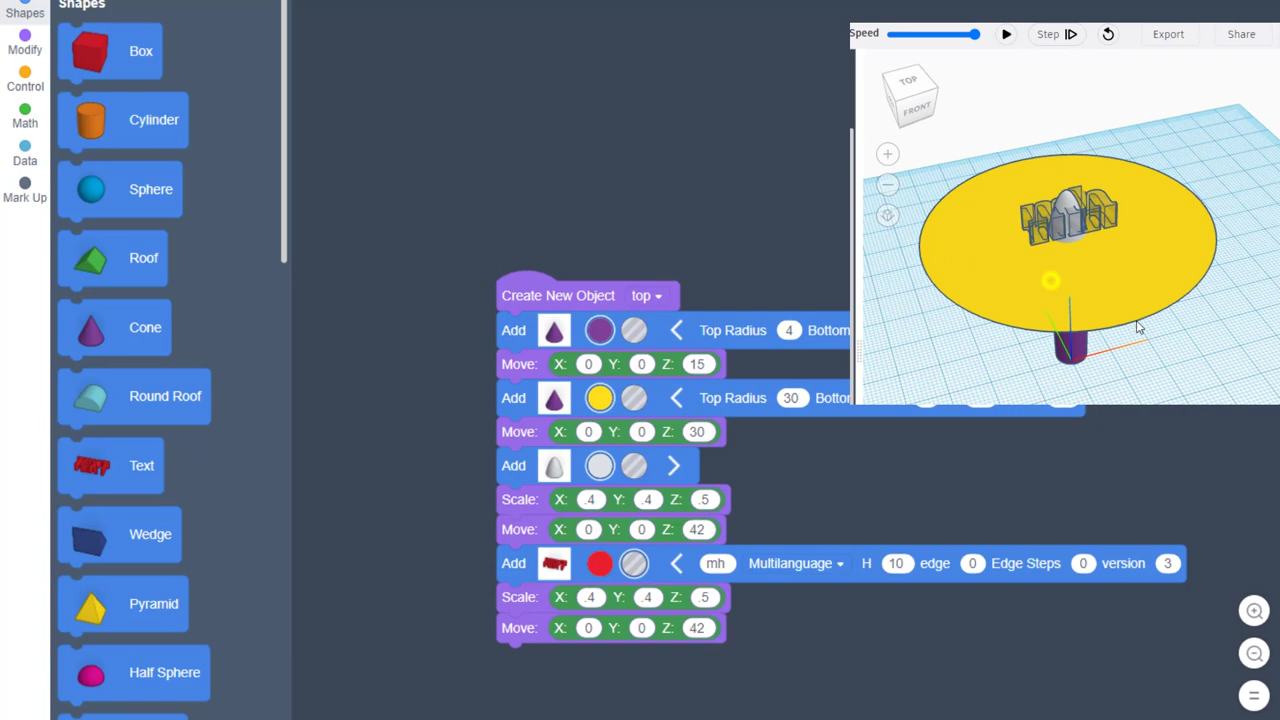 Shapes
Modify
Control
Math
Data
Mark Up
Shapes
Box
Cylinder
Sphere
Roof
Cone
Round Roof
Text
Wedge
Pyramid
Half Sphere
Create New Object top
Add Top Radius 4 Bottom
Move: X: 0 Y: 0 Z: 15
Add Top Radius 30 Bottom
Move: X: 0 Y: 0 Z: 30
Add
Scale: X: .4 Y: .4 Z: .5
Move: X: 0 Y: 0 Z: 42
Add mh Multilanguage H 10 edge 0 Edge Steps 0 version 3
Scale: X: .4 Y: .4 Z: .5
Move: X: 0 Y: 0 Z: 42
Speed Step Export Share
TOP
FRONT